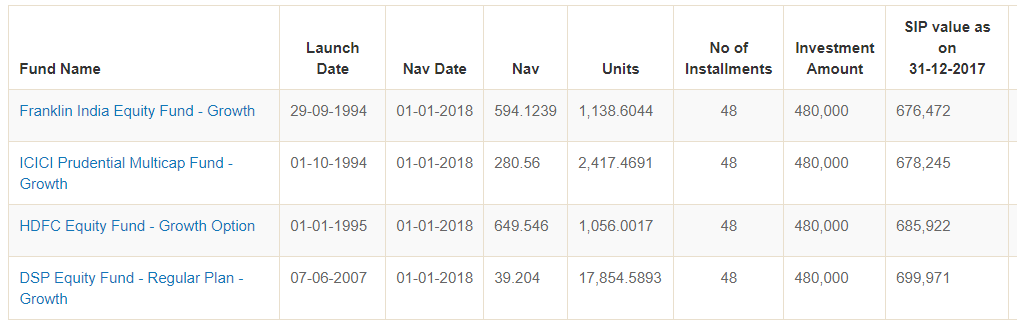 SIP value as
Launch No of Investment on
Fund Name Date Nav Date Nav Units Installments Amount 31-12-2017
Franklin India Equity Fund - Growth 29-09-1994 01-01-2018 594.1239 1,138.6044 48 480,000 676,472
ICICI Prudential Multicap Fund - 01-10-1994 01-01-2018 280.56 2,417.4691 48 480,000 678,245
Growth
HDFC Equity Fund - Growth Option 01-01-1995 01-01-2018 649.546 1,056.0017 48 480,000 685,922
DSP Equity Fund - Regular Plan - 07-06-2007 01-01-2018 39.204 17,854.5893 48 480,000 699,971
Growth